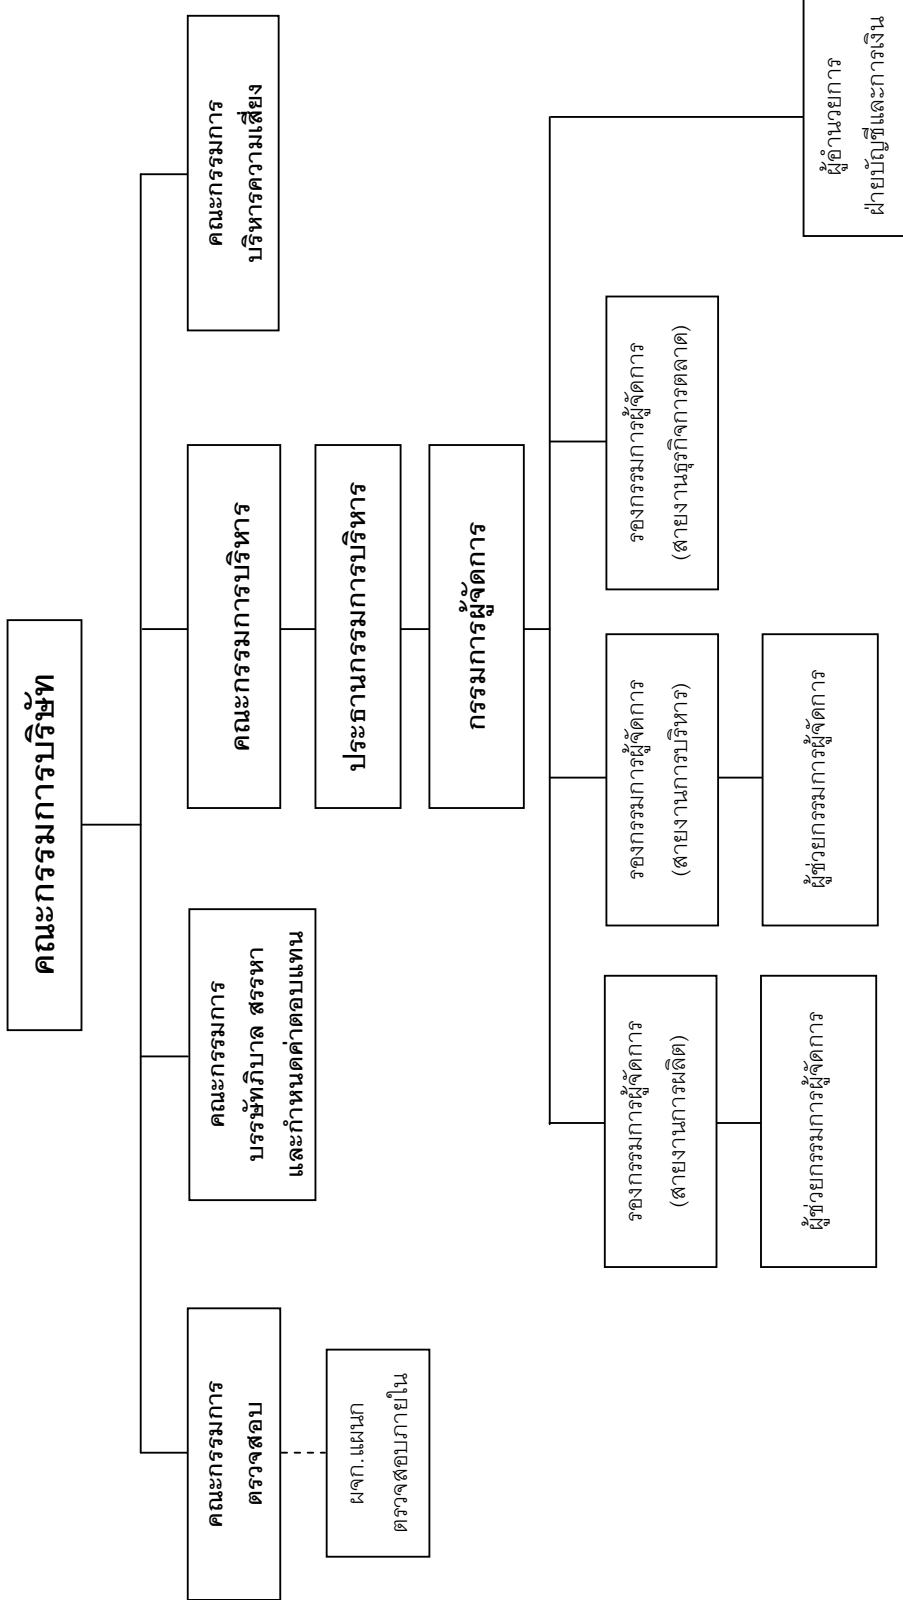 คณะกรรมการบริษัท
คณะกรรมการ
ตรวจสอบ
คณะกรรมการ
บรรษัทภิบาล สรรหา
และกำหนดค่าตอบแทน
คณะกรรมการบริหาร
คณะกรรมการ
บริหารความเสี่ยง
ผจก.แผนก
ตรวจสอบภายใน
ประธานกรรมการบริหาร
กรรมการผู้จัดการ
รองกรรมการผู้จัดการ
(สายงานการผลิต)
รองกรรมการผู้จัดการ
(สายงานการบริหาร)
รองกรรมการผู้จัดการ
(สายงานธุรกิจการตลาด)
ผู้ช่วยกรรมการผู้จัดการ
ผู้ช่วยกรรมการผู้จัดการ
ผู้อำนวยการ
ฝ่ายบัญชีและการเงิน